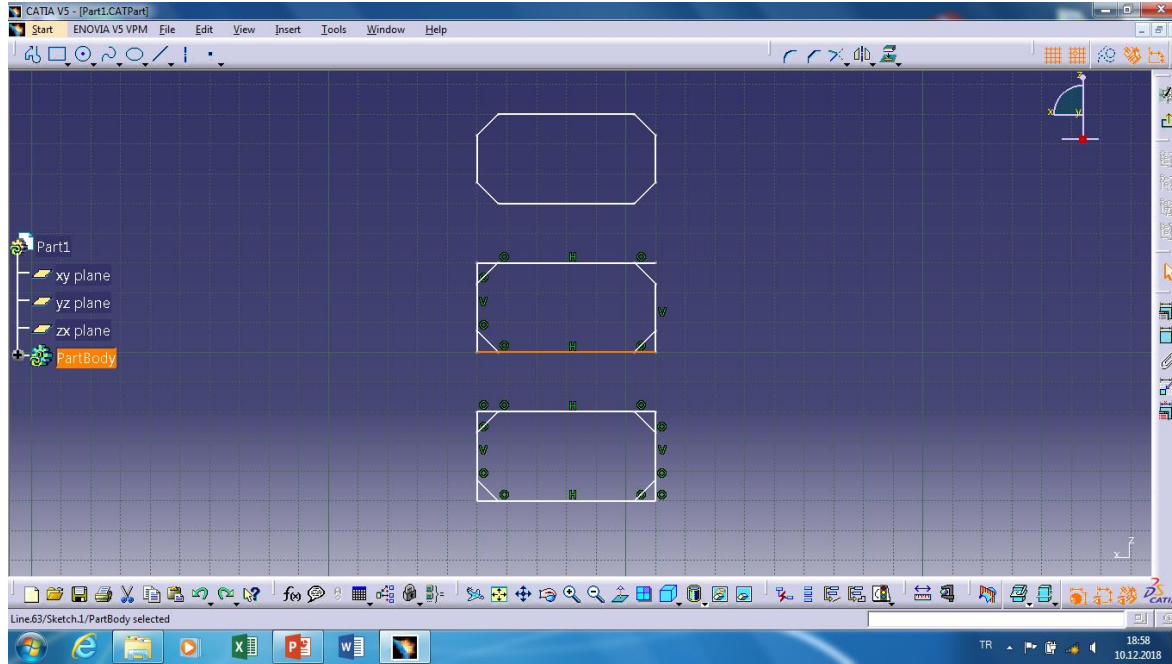 CATIA V5 - [Part1.CATPart]
Start ENOVIA V5 VPM File Edit View Insert Tools Window Help
z
x y
Part1
xy plane
yz plane
zx plane
PartBody
H
V V
H
H
V V
H
z
x
f(x)
CATIA
Line.63/Sketch.1/PartBody selected
TR 18:58
10.12.2018